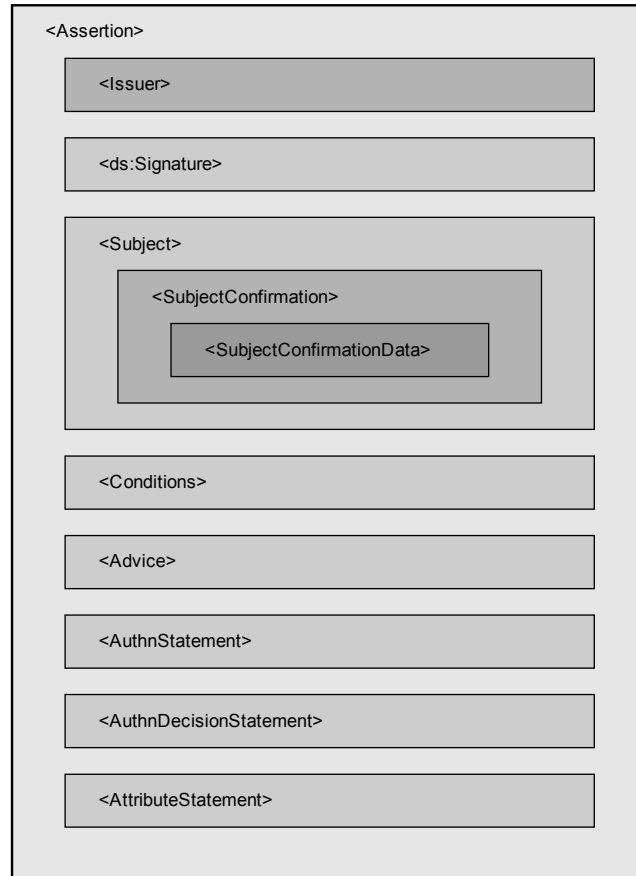 <Assertion>
<Issuer>
<ds:Signature>
<Subject>
<SubjectConfirmation>
<SubjectConfirmationData>
<Conditions>
<Advice>
<AuthnStatement>
<AuthnDecisionStatement>
<AttributeStatement>